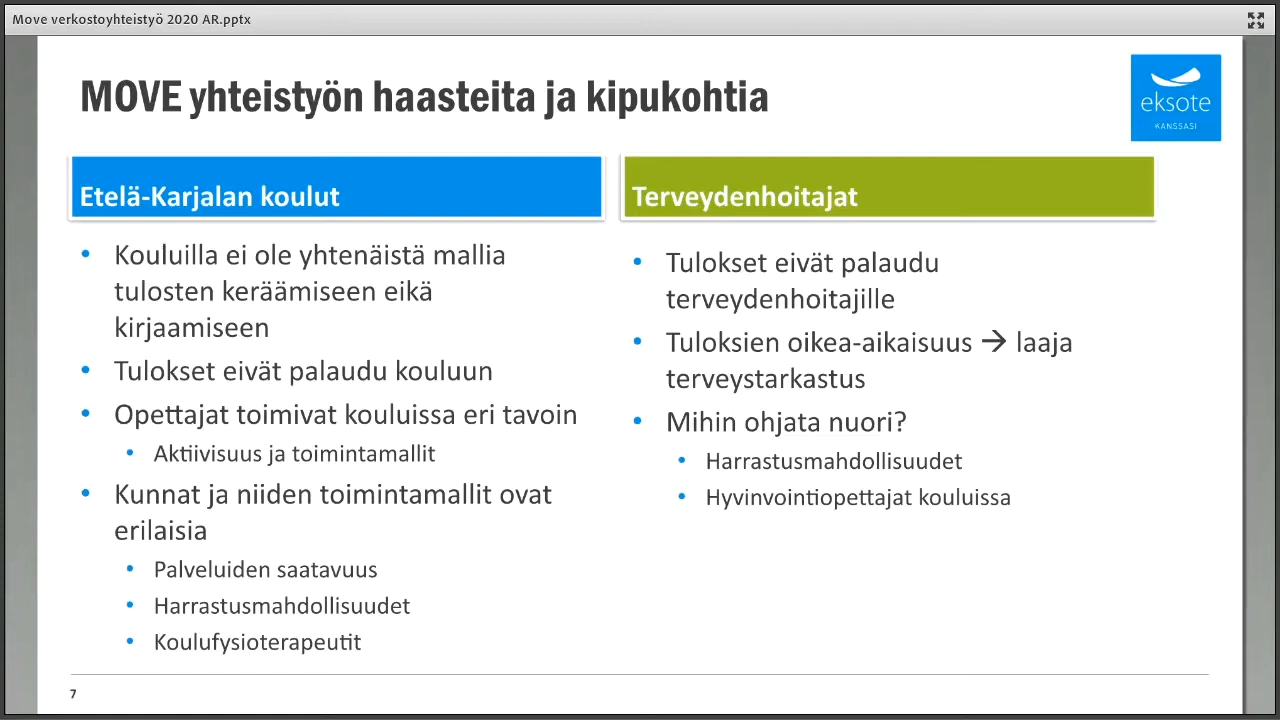 Move verkostoyhteistyö 2020 AR.pptx
MOVE yhteistyön haasteita ja kipukohtia
eksote
KANSSASI
Etelä-Karjalan koulut
• Kouluilla ei ole yhtenäistä mallia
tulosten keräämiseen eikä
kirjaamiseen
• Tulokset eivät palaudu kouluun
• Opettajat toimivat kouluissa eri tavoin
• Aktiivisuus ja toimintamallit
• Kunnat ja niiden toimintamallit ovat
erilaisia
• Palveluiden saatavuus
• Harrastusmahdollisuudet
• Koulufysioterapeutit
Terveydenhoitajat
• Tulokset eivät palaudu
terveydenhoitajille
• Tuloksien oikea-aikaisuus → laaja
terveystarkastus
• Mihin ohjata nuori?
• Harrastusmahdollisuudet
• Hyvinvointiopettajat kouluissa
7